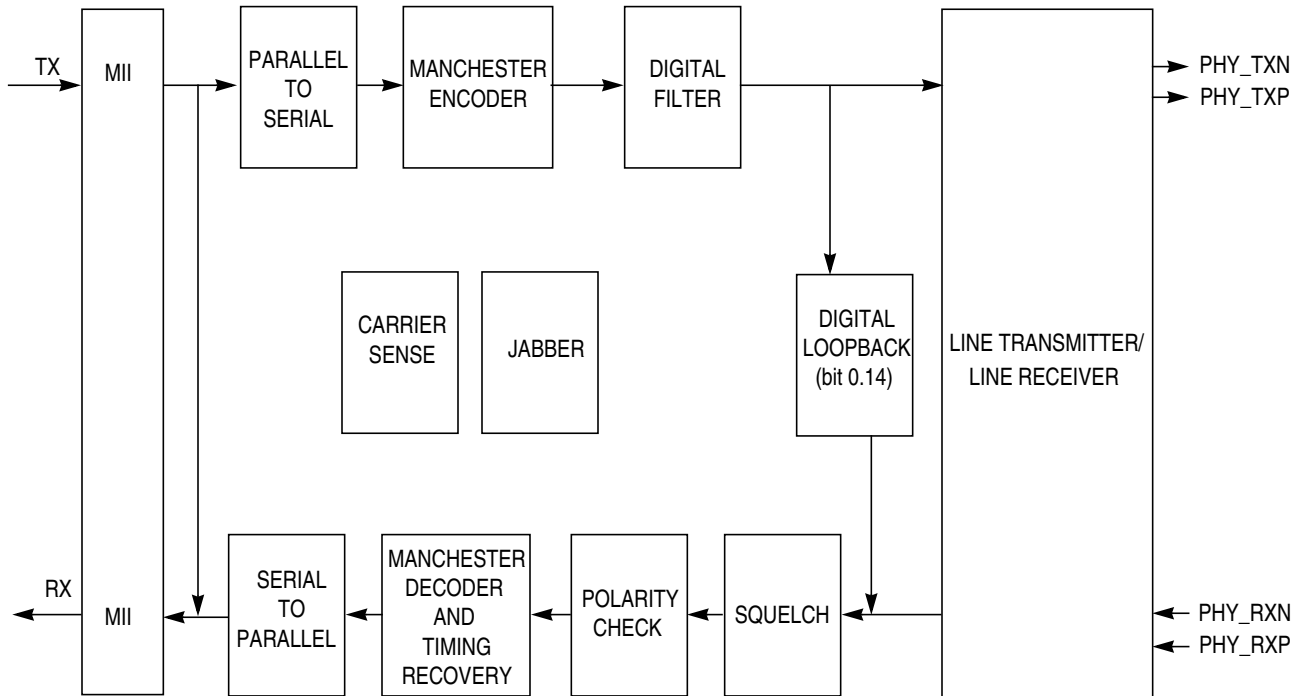 TX
MII
PARALLEL
TO
SERIAL
MANCHESTER
ENCODER
DIGITAL
FILTER
PHY_TXN
PHY_TXP
CARRIER
SENSE
JABBER
DIGITAL
LOOPBACK
(bit 0.14)
LINE TRANSMITTER/
LINE RECEIVER
RX
MII
SERIAL
TO
PARALLEL
MANCHESTER
DECODER
AND
TIMING
RECOVERY
POLARITY
CHECK
SQUELCH
PHY_RXN
PHY_RXP